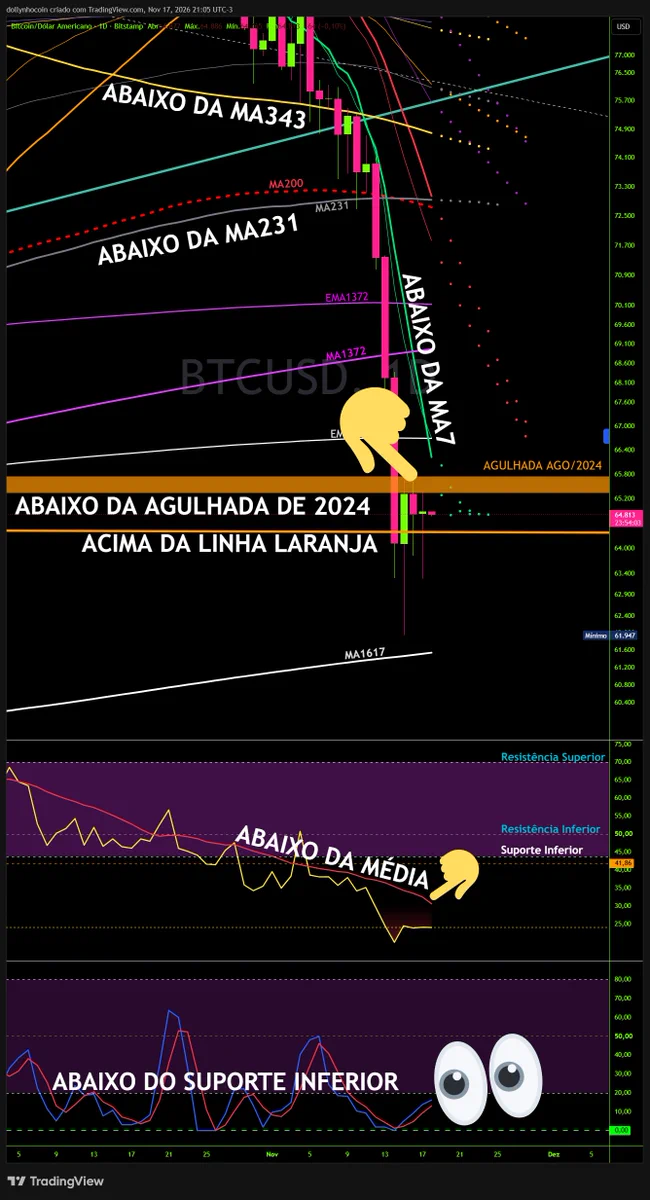 dollynhocoin criado com TradingView.com, Nov 17, 2026 21:05 UTC-3
Bitcoin/Dólar Americano · 1D · Bitstamp Abr Máx. Mín.
USD
77.000
76.500
75.700
ABAIXO DA MA343
74.900
74.100
MA200
73.300
MA231
72.500
ABAIXO DA MA231
71.700
70.900
EMA1372
70.100
69.600
ABAIXO DA MA7
69.100
MA1372
68.600
BTCUSD, 1D
68.100
67.600
67.000
EM
66.400
AGULHADA AGO/2024
65.800
65.200
ABAIXO DA AGULHADA DE 2024
64.813
23:54:03
ACIMA DA LINHA LARANJA
64.000
63.400
62.900
62.400
Mínimo 61.947
MA1617
61.600
61.200
60.800
60.400
75,00
Resistência Superior
70,00
65,00
60,00
55,00
Resistência Inferior
50,00
Suporte Inferior
ABAIXO DA MÉDIA
41,86
40,00
35,00
30,00
25,00
80,00
70,00
60,00
50,00
40,00
30,00
ABAIXO DO SUPORTE INFERIOR
20,00
10,00
0,00
5 9 13 17 21 25 Nov 5 9 13 17 21 25 Dez 5
TradingView